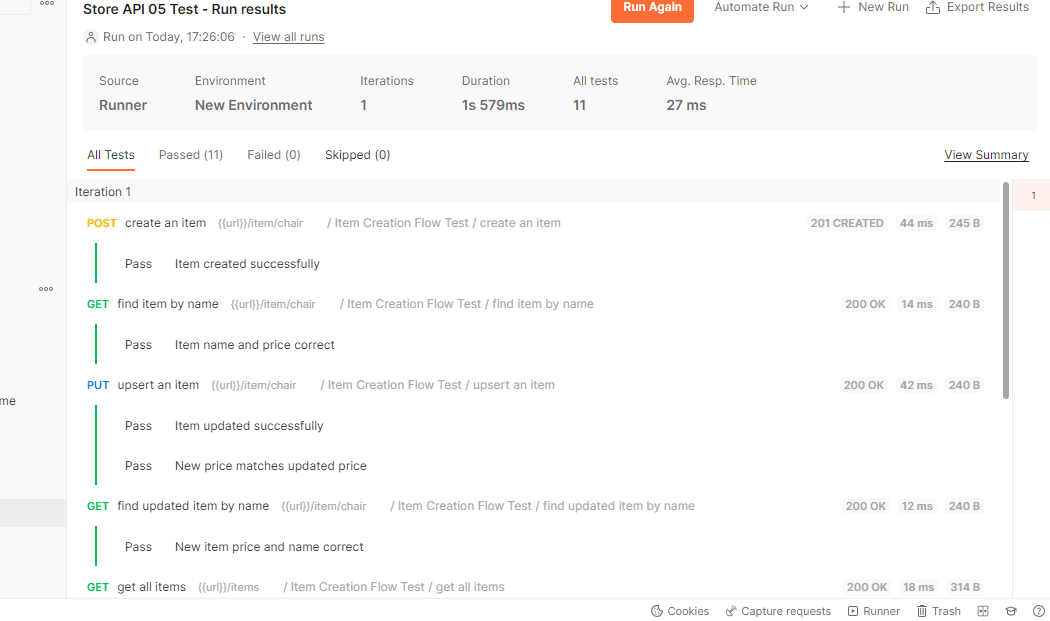 Store API 05 Test - Run results
Run Again
Automate Run
New Run
Export Results
Run on Today, 17:26:06 · View all runs
Source Environment Iterations Duration All tests Avg. Resp. Time
Runner New Environment 1 1s 579ms 11 27 ms
All Tests Passed (11) Failed (0) Skipped (0) View Summary
Iteration 1
1
POST create an item {{url}}/item/chair / Item Creation Flow Test / create an item 201 CREATED 44 ms 245 B
Pass Item created successfully
GET find item by name {{url}}/item/chair / Item Creation Flow Test / find item by name 200 OK 14 ms 240 B
Pass Item name and price correct
PUT upsert an item {{url}}/item/chair / Item Creation Flow Test / upsert an item 200 OK 42 ms 240 B
me
Pass Item updated successfully
Pass New price matches updated price
GET find updated item by name {{url}}/item/chair / Item Creation Flow Test / find updated item by name 200 OK 12 ms 240 B
Pass New item price and name correct
GET get all items {{url}}/items / Item Creation Flow Test / get all items 200 OK 18 ms 314 B
Cookies Capture requests Runner Trash